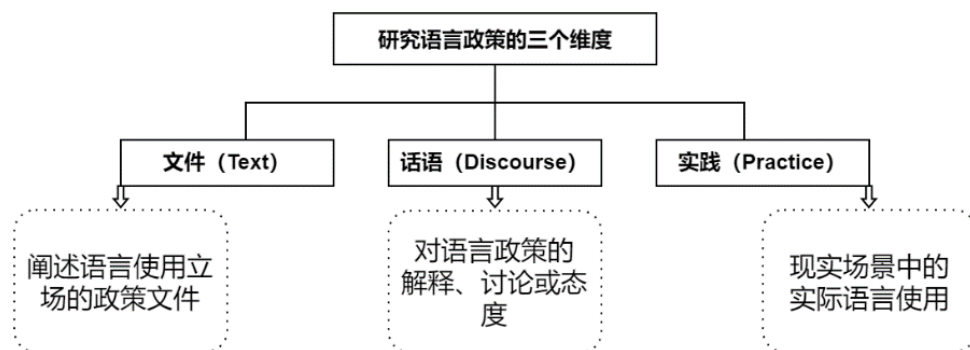 研究语言政策的三个维度
文件（Text）
话语（Discourse）
实践（Practice）
阐述语言使用立
场的政策文件
对语言政策的
解释、讨论或态
度
现实场景中的
实际语言使用